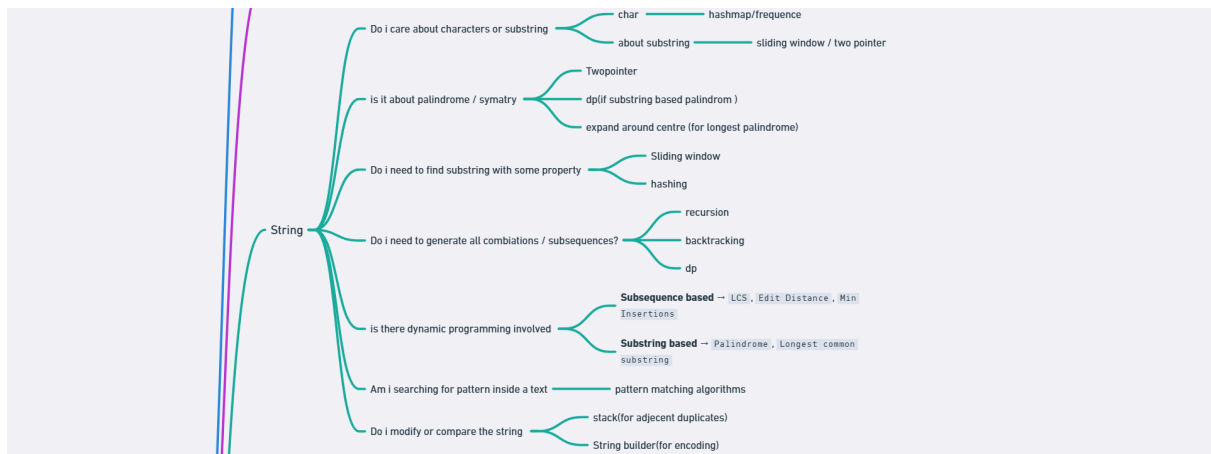 Do i care about characters or substring
char
hashmap/frequence
about substring
sliding window / two pointer
is it about palindrome / symatry
Twopointer
dp(if substring based palindrom )
expand around centre (for longest palindrome)
Do i need to find substring with some property
Sliding window
hashing
String
Do i need to generate all combiations / subsequences?
recursion
backtracking
dp
is there dynamic programming involved
Subsequence based → LCS, Edit Distance, Min
Insertions
Substring based → Palindrome, Longest common
substring
Am i searching for pattern inside a text
pattern matching algorithms
Do i modify or compare the string
stack(for adjecent duplicates)
String builder(for encoding)